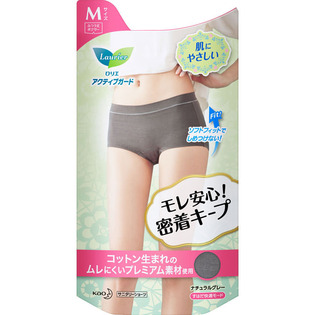 Mサイズ
Laurier
ロリエ
アクティブガード
肌に
やさしい
Fit!
ソフトフィットで
しめつけない!
モレ安心!
密着キープ
コットン生まれの
ムレにくいプレミアム素材使用
ナチュラルグレー
Kao
サニタリーショーツ